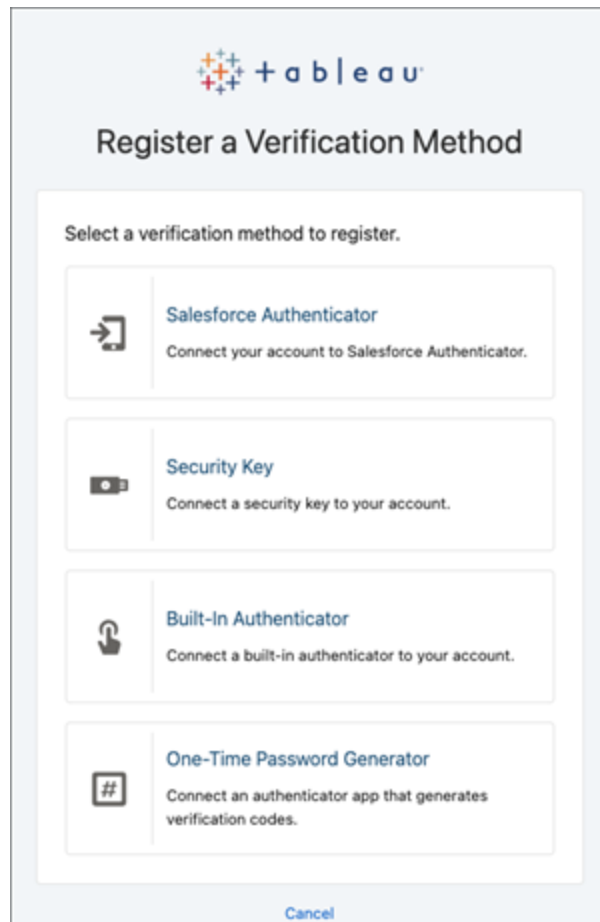 +ableau
Register a Verification Method
Select a verification method to register.
Salesforce Authenticator
Connect your account to Salesforce Authenticator.
Security Key
Connect a security key to your account.
Built-In Authenticator
Connect a built-in authenticator to your account.
#
One-Time Password Generator
Connect an authenticator app that generates
verification codes.
Cancel